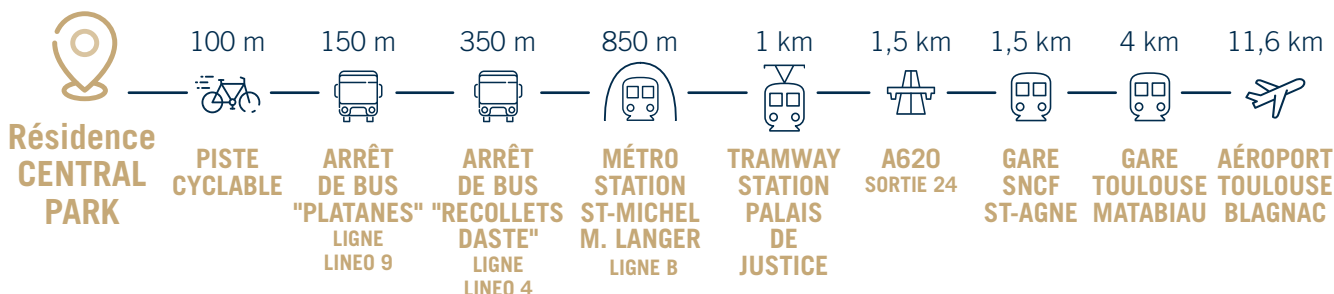 100 m
150 m
350 m
850 m
1 km
1,5 km
1,5 km
4 km
11,6 km
Résidence
CENTRAL
PARK
PISTE
CYCLABLE
ARRÊT
DE BUS
"PLATANES"
LIGNE
LINEO 9
ARRÊT
DE BUS
"RECOLLETS
DASTE"
LIGNE
LINEO 4
MÉTRO
STATION
ST-MICHEL
M. LANGER
LIGNE B
TRAMWAY
STATION
PALAIS
DE
JUSTICE
A620
SORTIE 24
GARE
SNCF
ST-AGNE
GARE
TOULOUSE
MATABIAU
AÉROPORT
TOULOUSE
BLAGNAC